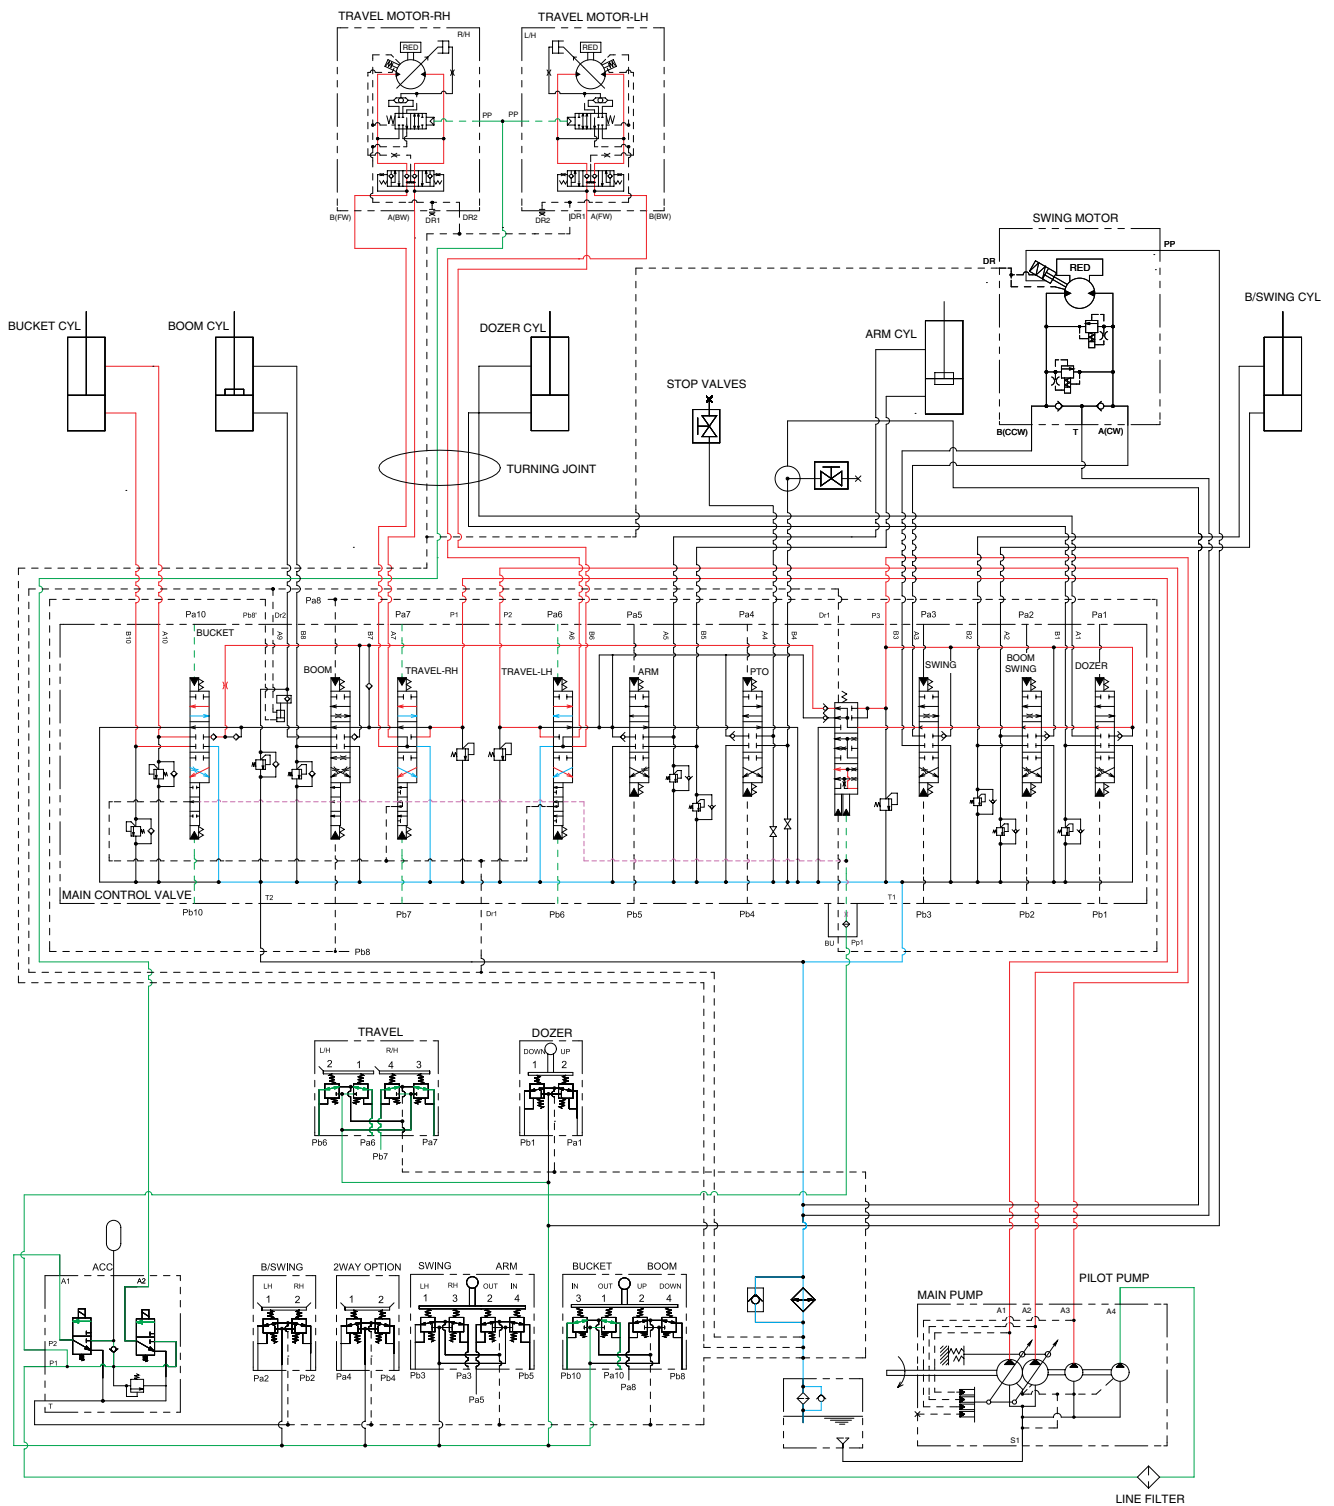 TRAVEL MOTOR-RH TRAVEL MOTOR-LH
R/H L/H
RED RED
PP PP
B(FW) A(BW) DR1 DR2 DR2 DR1 A(FW) B(BW)
SWING MOTOR
PP
DR
RED
B(CCW) T A(CW)
BUCKET CYL BOOM CYL DOZER CYL ARM CYL B/SWING CYL
STOP VALVES
TURNING JOINT
Pa8
Pa10 Pb8' Dr2 Pa7 P1 P2 Pa6 Pa5 Pa4 Dr1 P3 Pa3 Pa2 Pa1
B10 A10 A9 B8 B7 A7 A6 B6 A5 B5 A4 B4 B3 A3 B2 A2 B1 A1
BUCKET
BOOM TRAVEL-RH TRAVEL-LH ARM PTO SWING BOOM SWING DOZER
MAIN CONTROL VALVE
T2 T1
Pb10 Pb7 Dr1 Pb6 Pb5 Pb4 Pb3 Pb2 Pb1
Pb8
BU Pp1
TRAVEL
L/H R/H
2 1 4 3
Pb6 Pa6 Pa7
Pb7
DOZER
DOWN UP
1 2
Pb1 Pa1
ACC
A1 A2
P2
P1
T
B/SWING
LH RH
1 2
Pa2 Pb2
2WAY OPTION
1 2
Pa4 Pb4
SWING ARM
LH RH OUT IN
1 3 2 4
Pb3 Pa3 Pb5
Pa5
BUCKET BOOM
IN OUT UP DOWN
3 1 2 4
Pb10 Pa10 Pb8
Pa8
PILOT PUMP
MAIN PUMP
A1 A2 A3 A4
S1
LINE FILTER